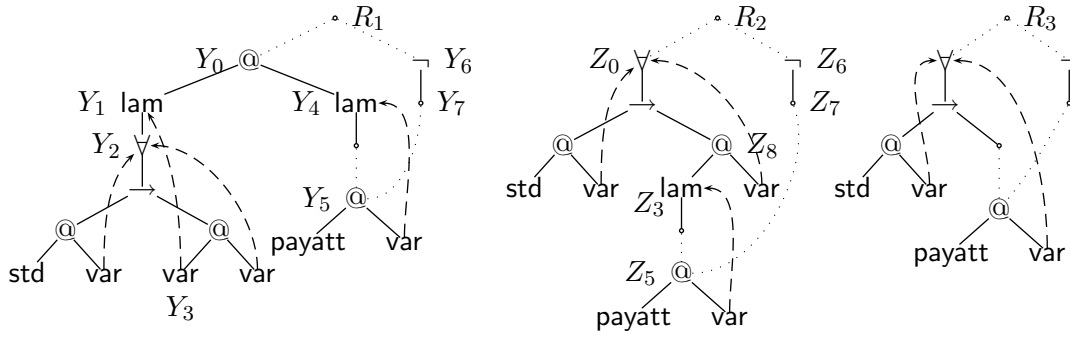 R₁ R₂ R₃
Y₀ @ ¬ Y₆ Z₀ ∀ ¬ Z₆ ∀ ¬
Y₁ lam Y₄ lam Y₇ → Z₇ →
Y₂ ∀ @ @ Z₈ @
→ Y₅ @ std var lam var std var
@ @ payatt var Z₃ @
std var var var Z₅ @ payatt var
Y₃ payatt var